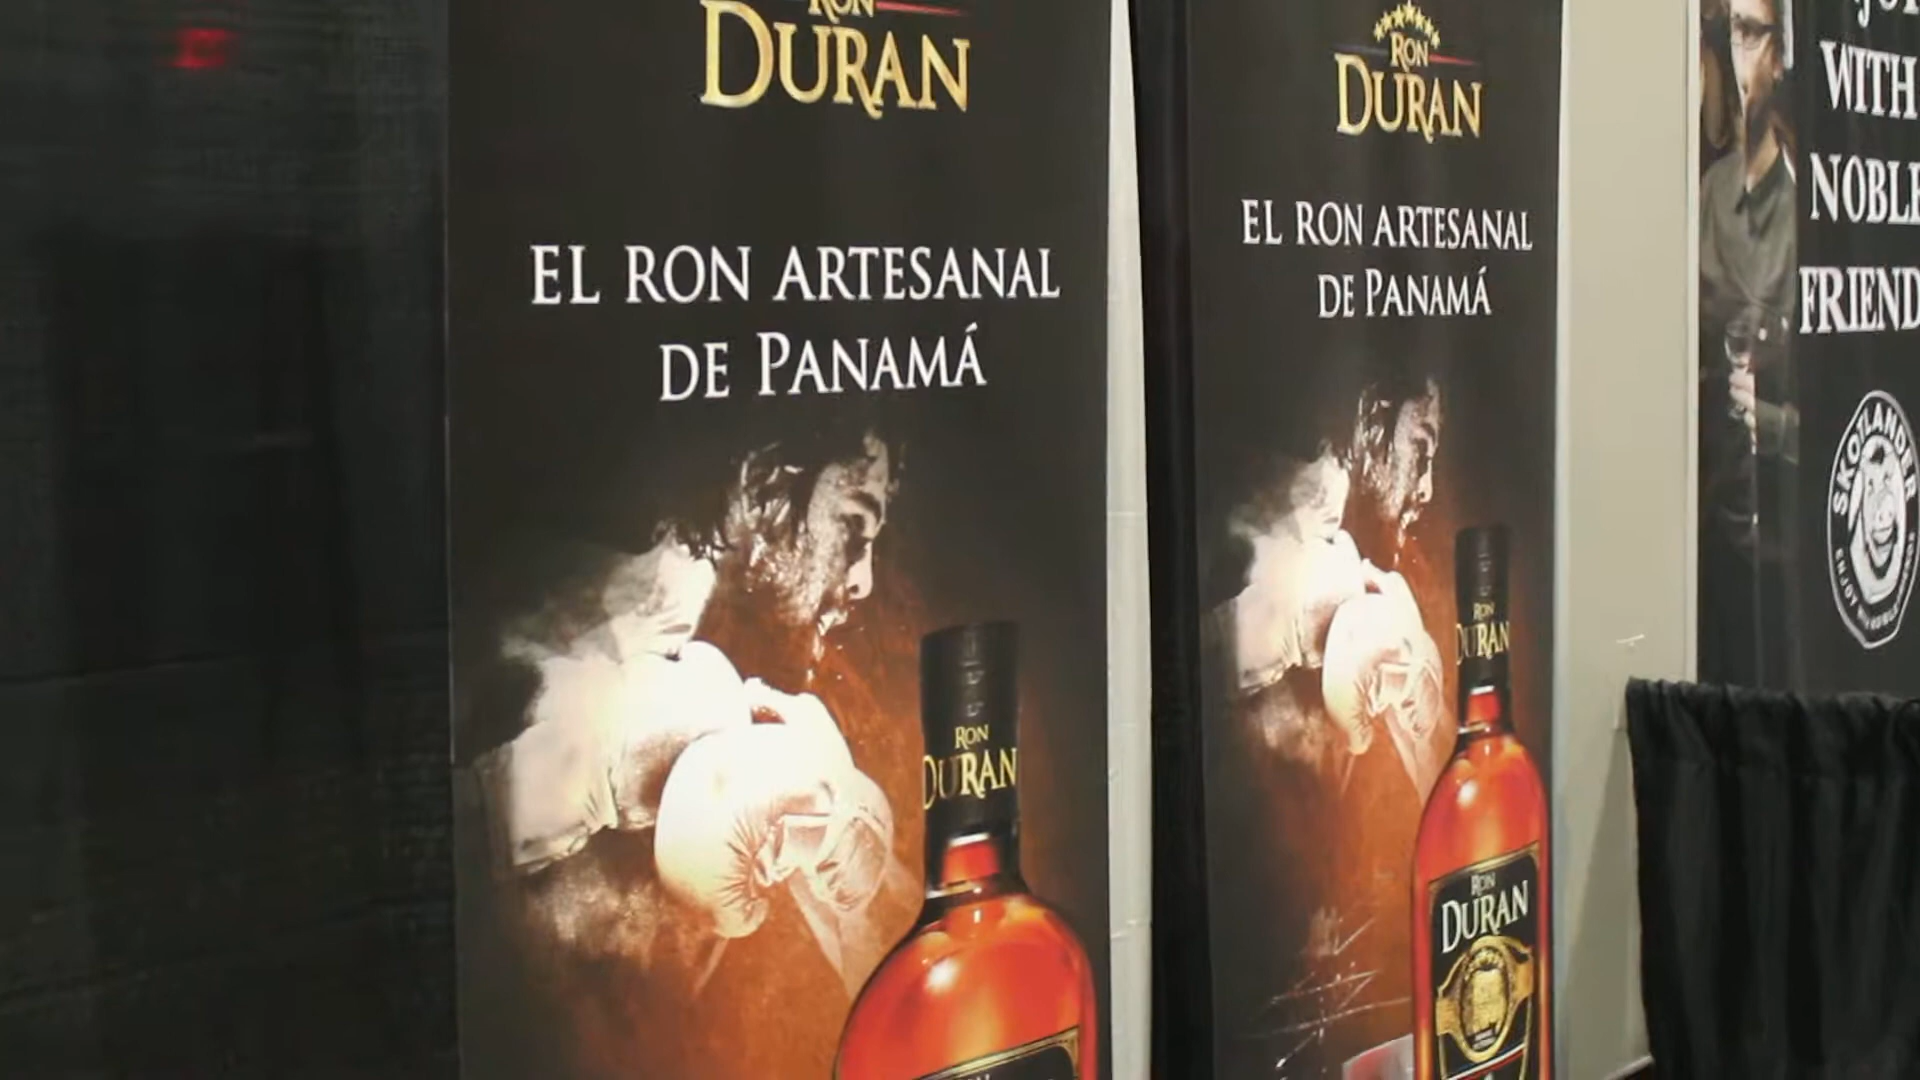 RON
DURAN
EL RON ARTESANAL
DE PANAMÁ
RON
DURAN
RON
DURAN
EL RON ARTESANAL
DE PANAMÁ
RON
DURAN
RON
DURAN
WITH
NOBLE
FRIEND
SKOTLANDER
ENJOY